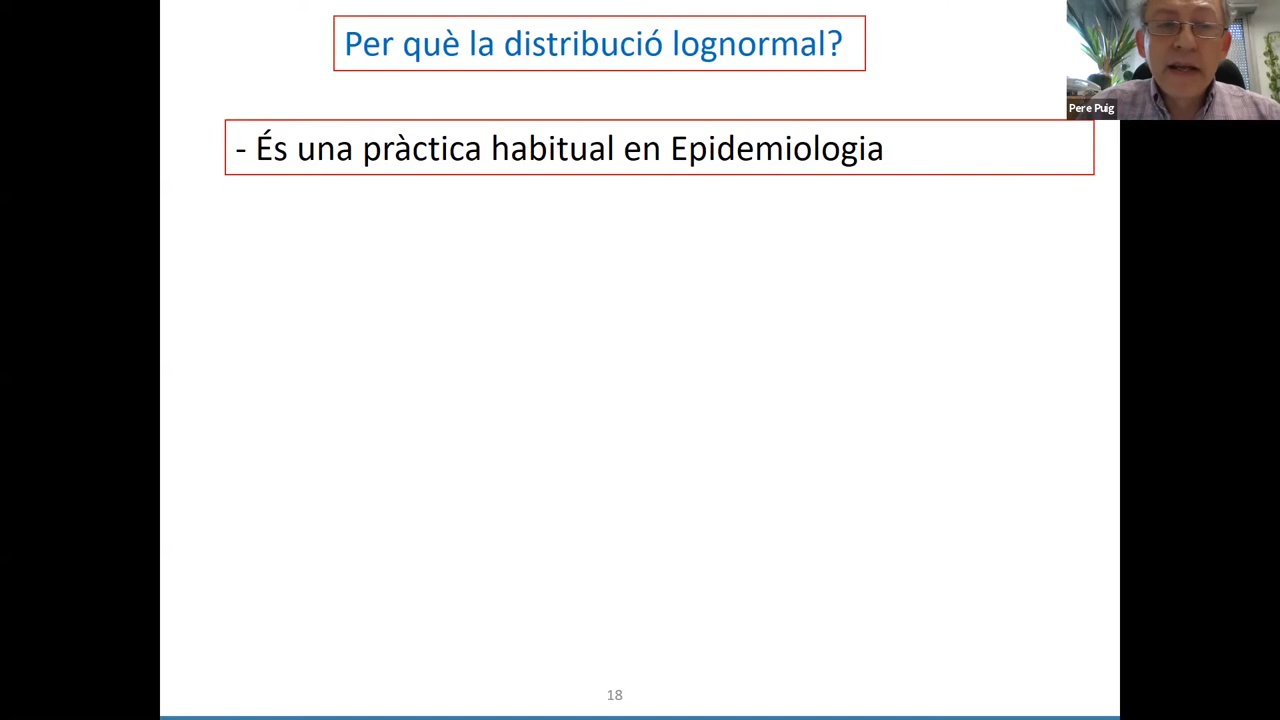 Per què la distribució lognormal?
Pere Puig
- És una pràctica habitual en Epidemiologia
18